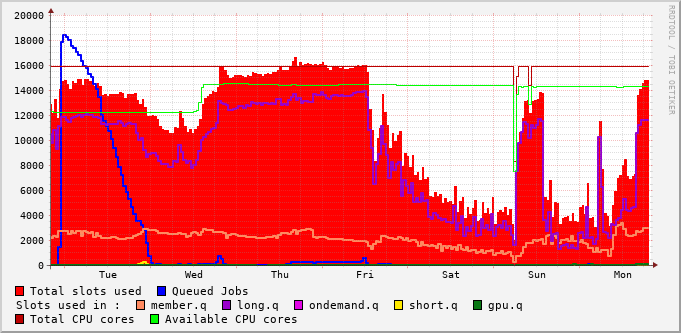 20000
18000
16000
14000
12000
10000
8000
6000
4000
2000
0
Tue Wed Thu Fri Sat Sun Mon
Total slots used Queued Jobs
Slots used in : member.q long.q ondemand.q short.q gpu.q
Total CPU cores Available CPU cores
RRDTOOL / TOBI OETIKER